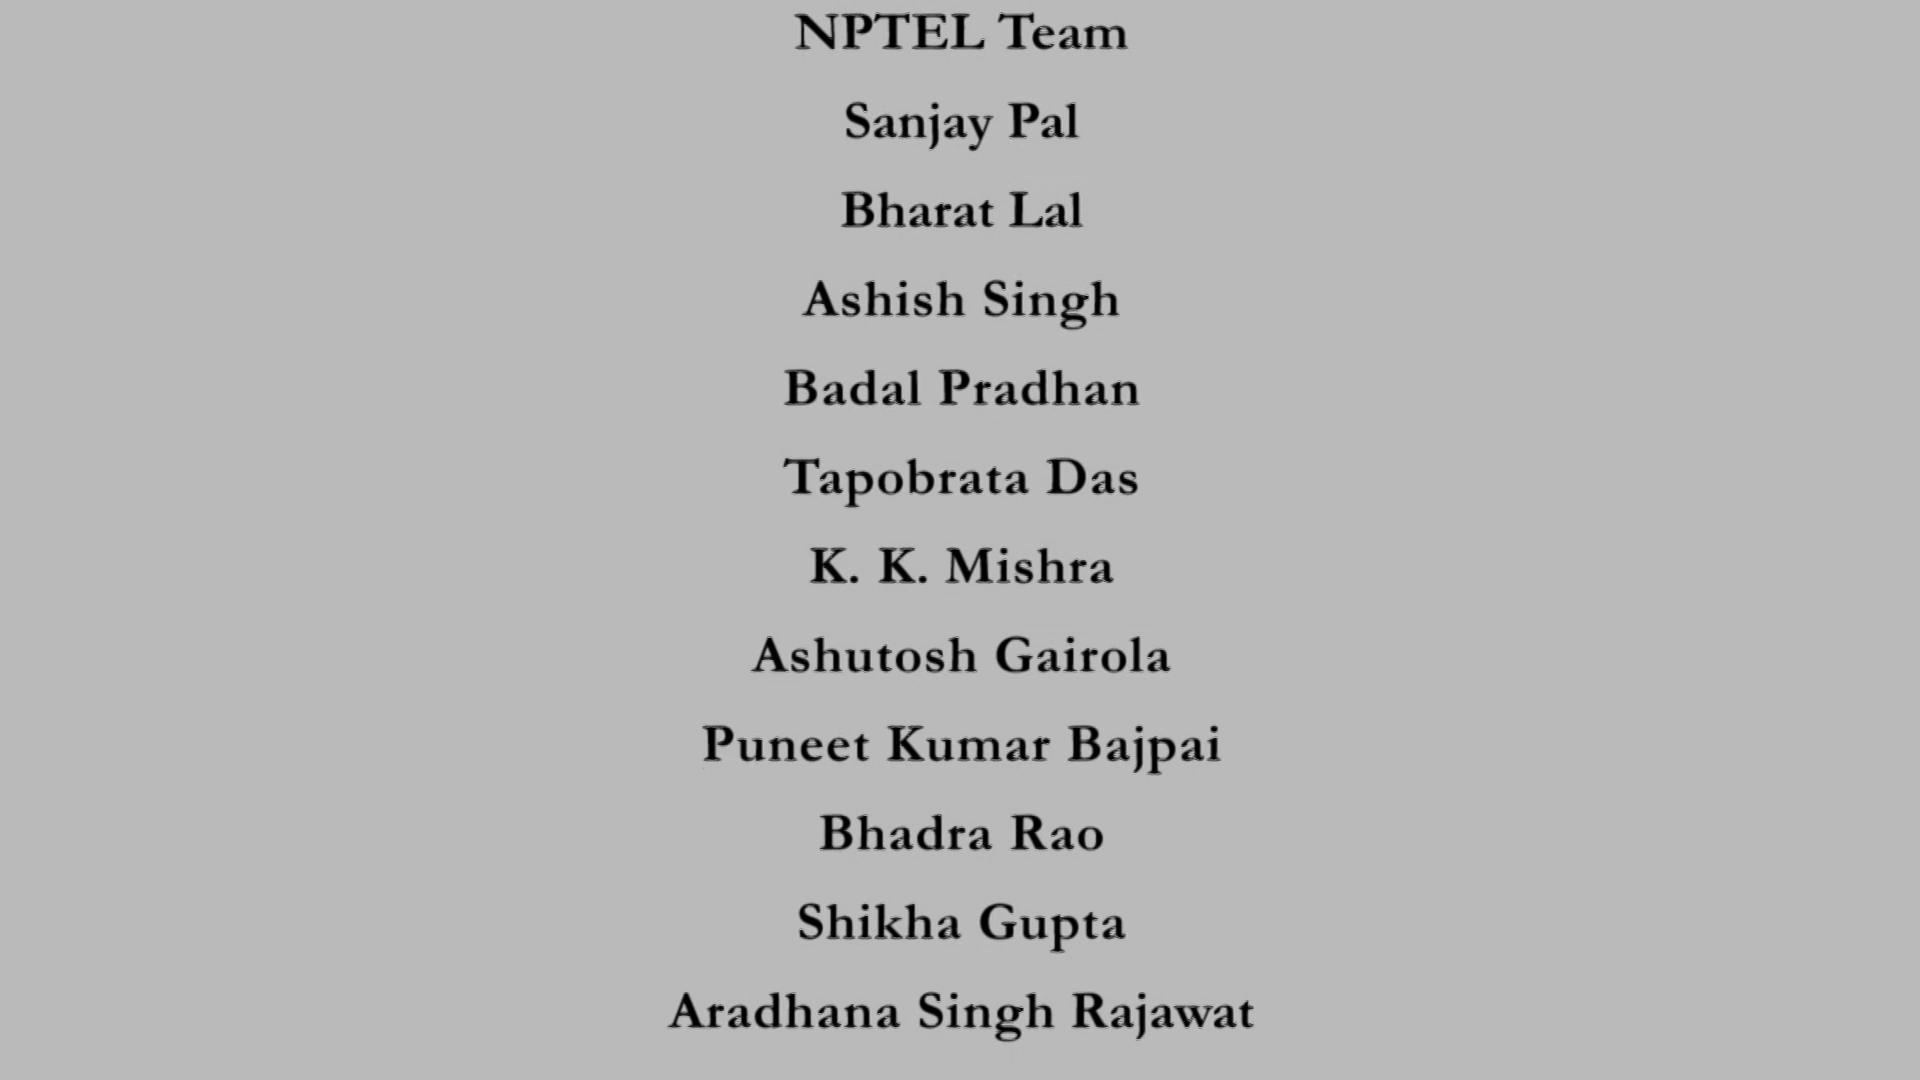 NPTEL Team
Sanjay Pal
Bharat Lal
Ashish Singh
Badal Pradhan
Tapobrata Das
K. K. Mishra
Ashutosh Gairola
Puneet Kumar Bajpai
Bhadra Rao
Shikha Gupta
Aradhana Singh Rajawat